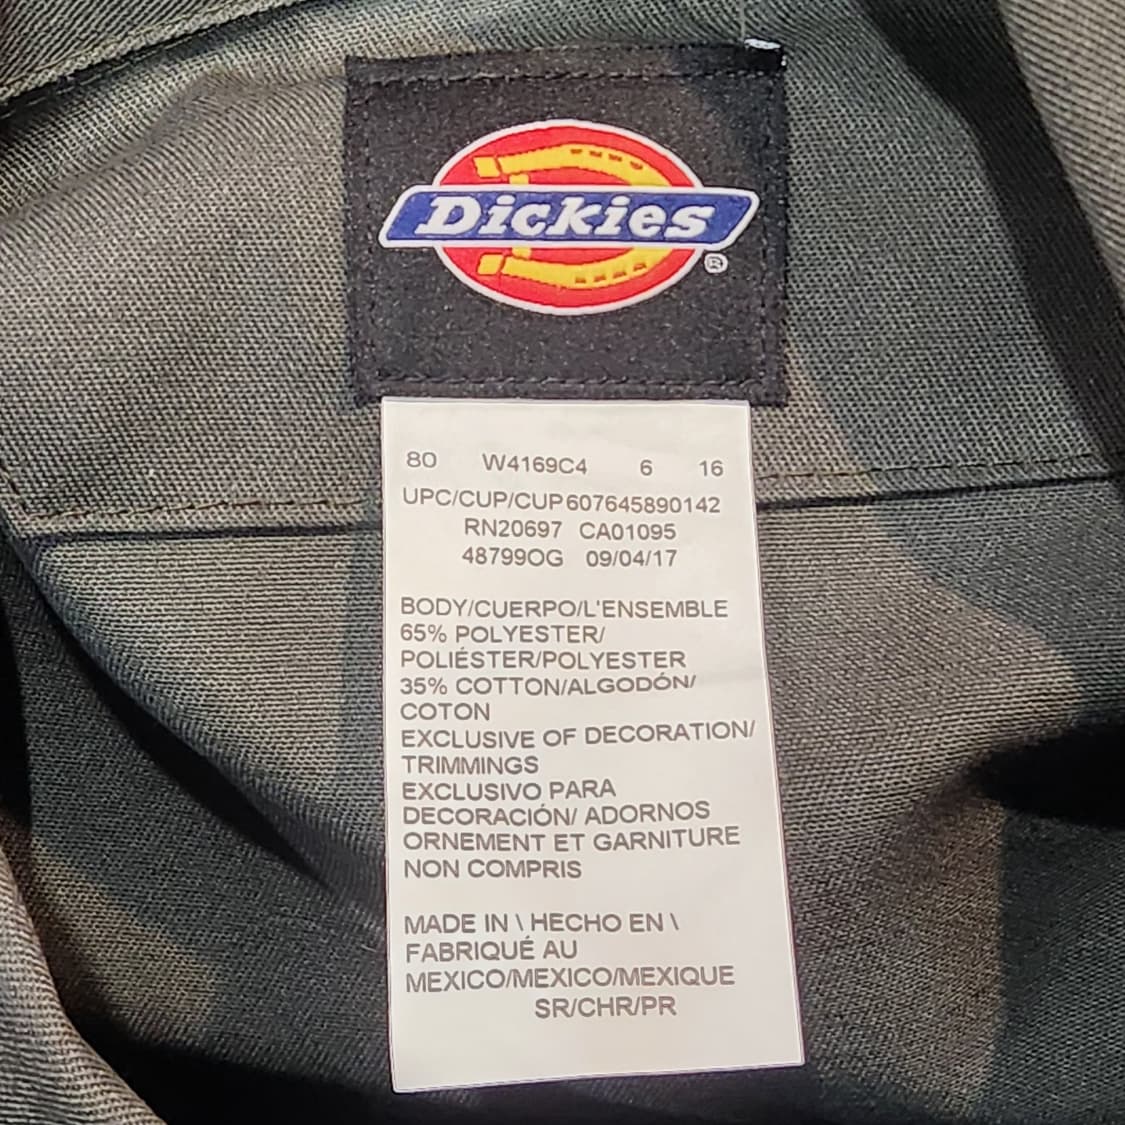 Dickies ®
80 W4169C4 6 16
UPC/CUP/CUP 607645890142
RN20697 CA01095
48799OG 09/04/17
BODY/CUERPO/L'ENSEMBLE
65% POLYESTER/
POLIÉSTER/POLYESTER
35% COTTON/ALGODÓN/
COTON
EXCLUSIVE OF DECORATION/
TRIMMINGS
EXCLUSIVO PARA
DECORACIÓN/ ADORNOS
ORNEMENT ET GARNITURE
NON COMPRIS
MADE IN \ HECHO EN \
FABRIQUÉ AU
MEXICO/MEXICO/MEXIQUE
SR/CHR/PR